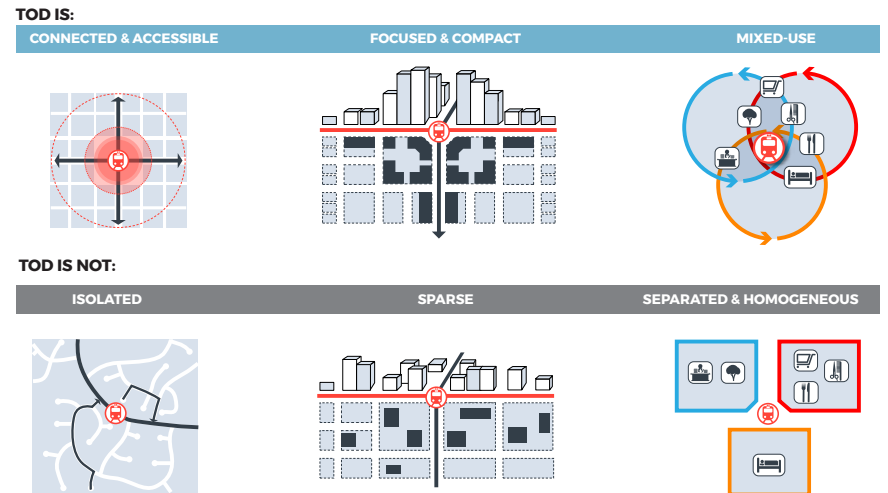 TOD IS:
CONNECTED & ACCESSIBLE
FOCUSED & COMPACT
MIXED-USE
TOD IS NOT:
ISOLATED
SPARSE
SEPARATED & HOMOGENEOUS